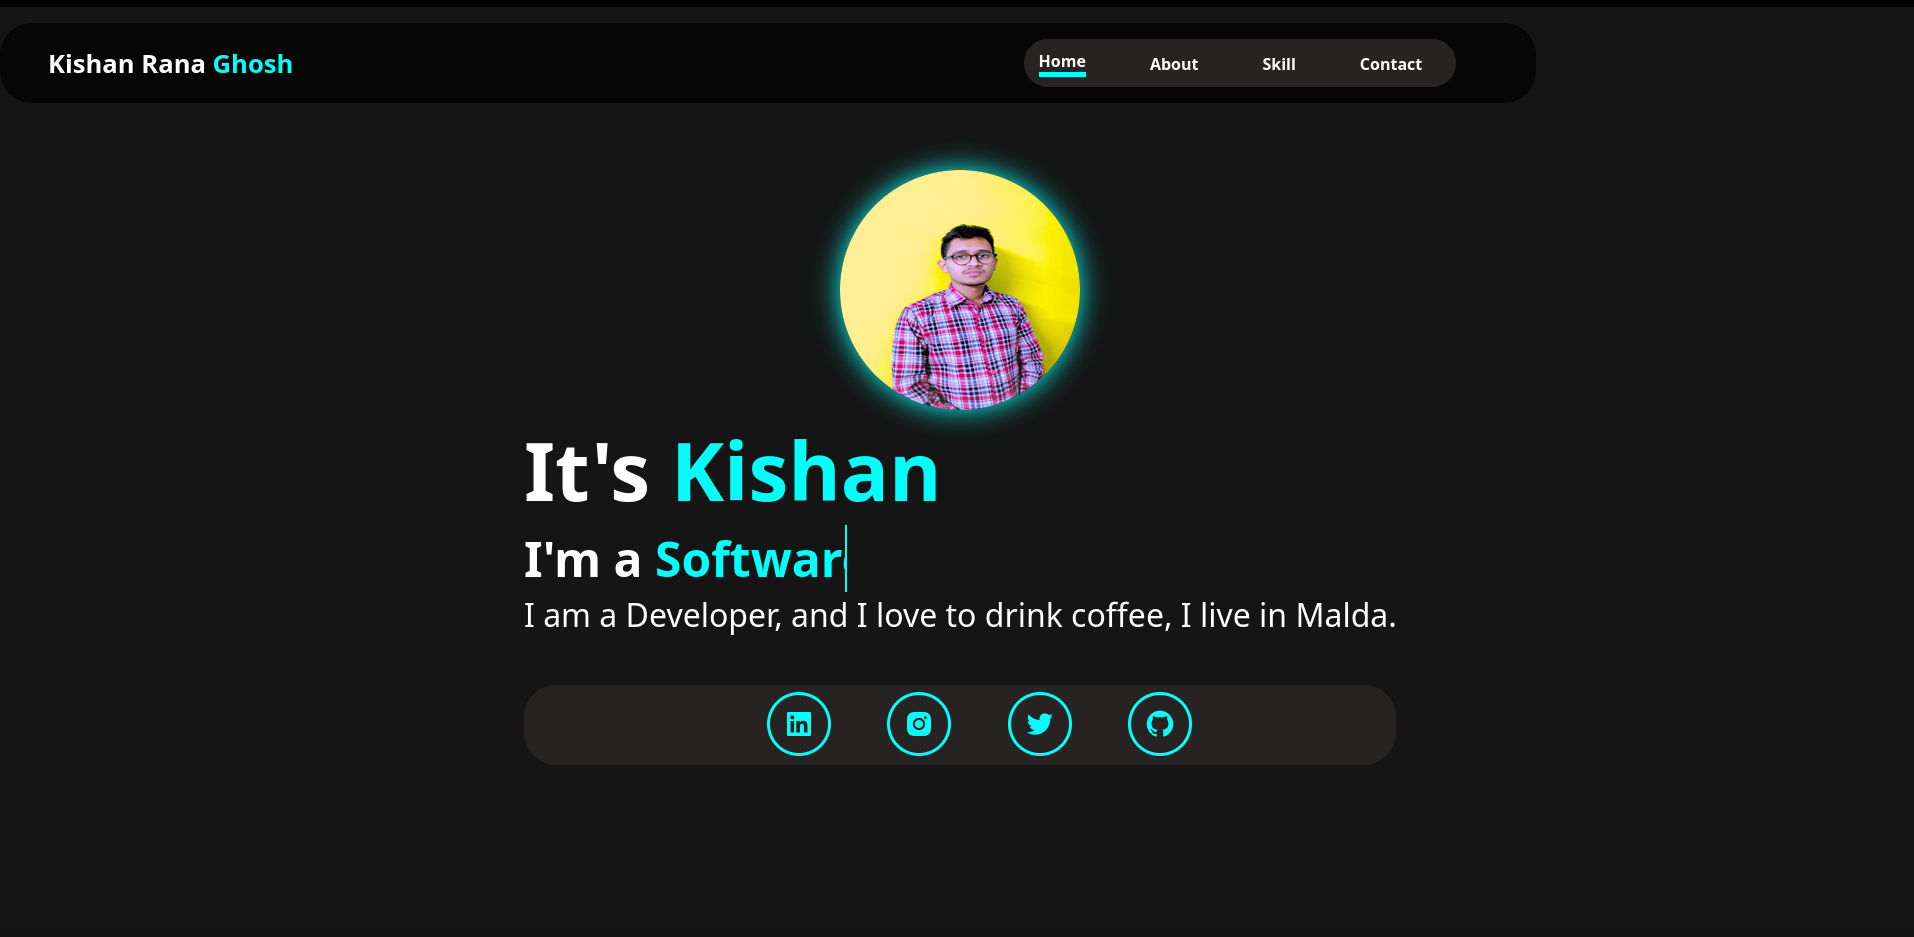 Kishan Rana Ghosh
Home About Skill Contact
It's Kishan
I'm a Softwar
I am a Developer, and I love to drink coffee, I live in Malda.
in